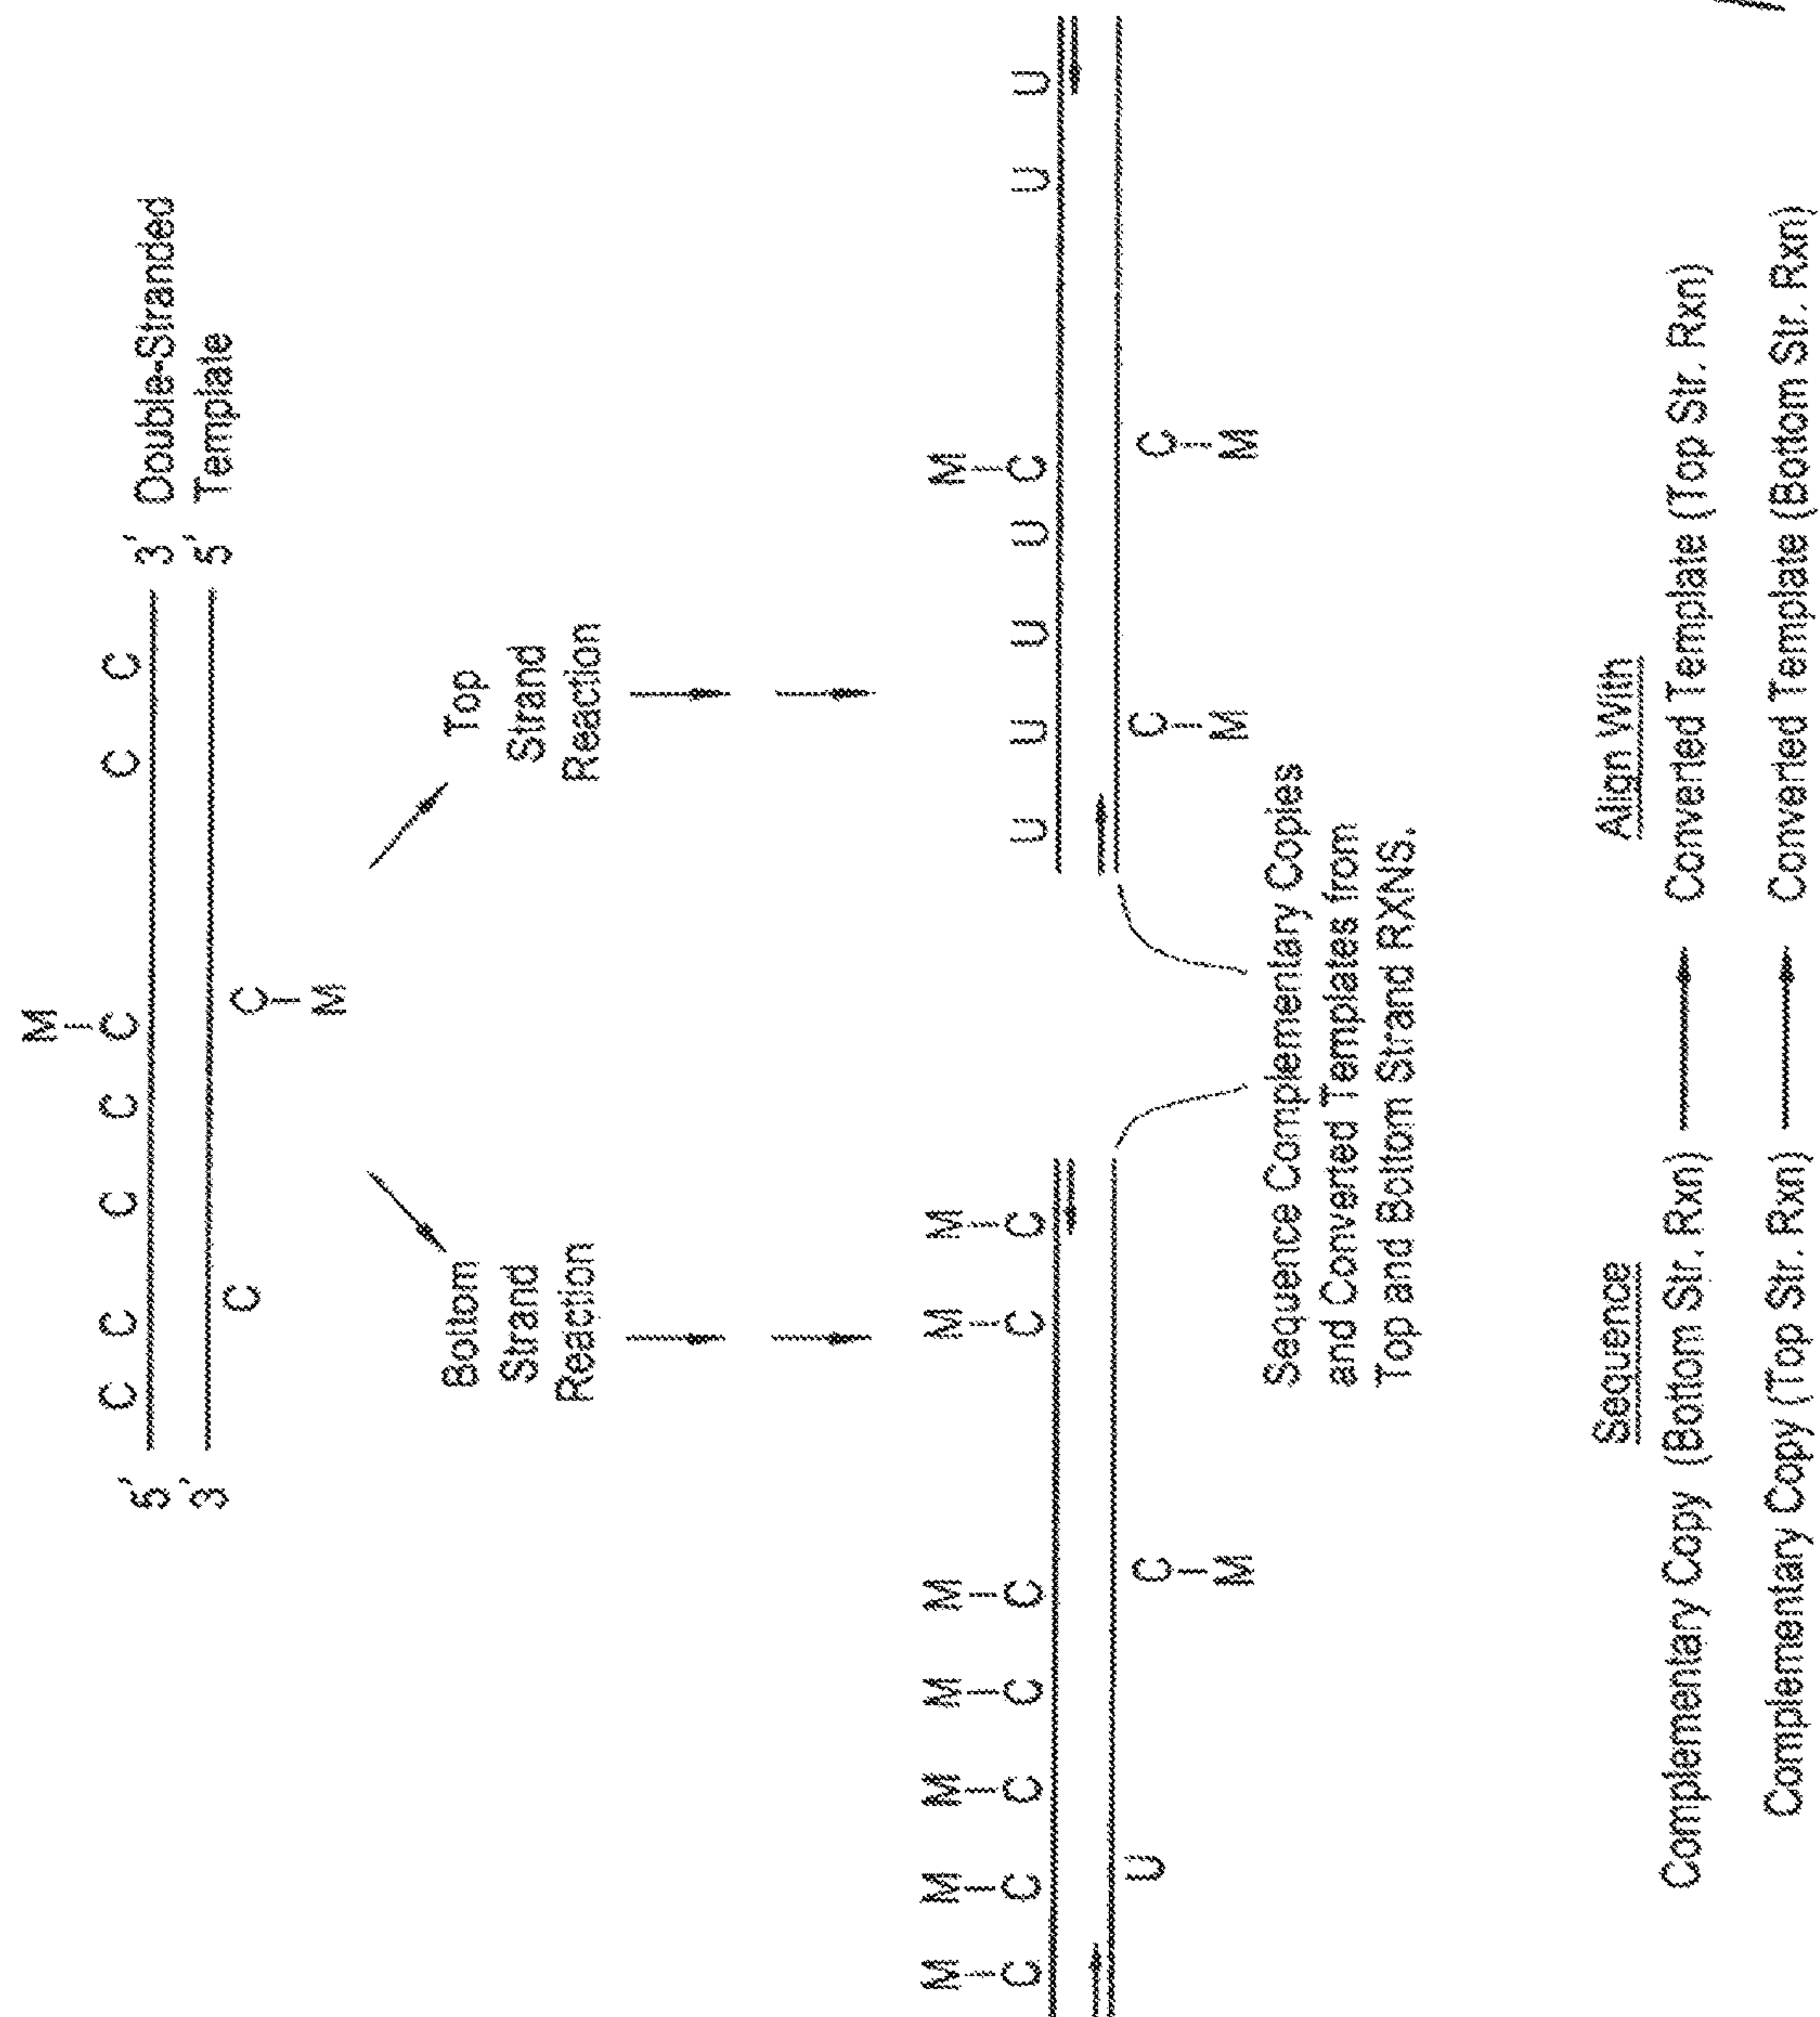 M
C C C C C C C
5' 3' Double-Stranded
3' 5' Template
C C
M
Bottom
Strand
Reaction
Top
Strand
Reaction
M M M M M M M M
C C C C C C C U U U U C U U
U C C C
M M M
Sequence Complementary Copies
and Converted Templates from
Top and Bottom Strand RXNS.
Sequence Align With
Complementary Copy (Bottom Str. Rxn) Converted Template (Top Str. Rxn)
Complementary Copy (Top Str. Rxn) Converted Template (Bottom Str. Rxn)